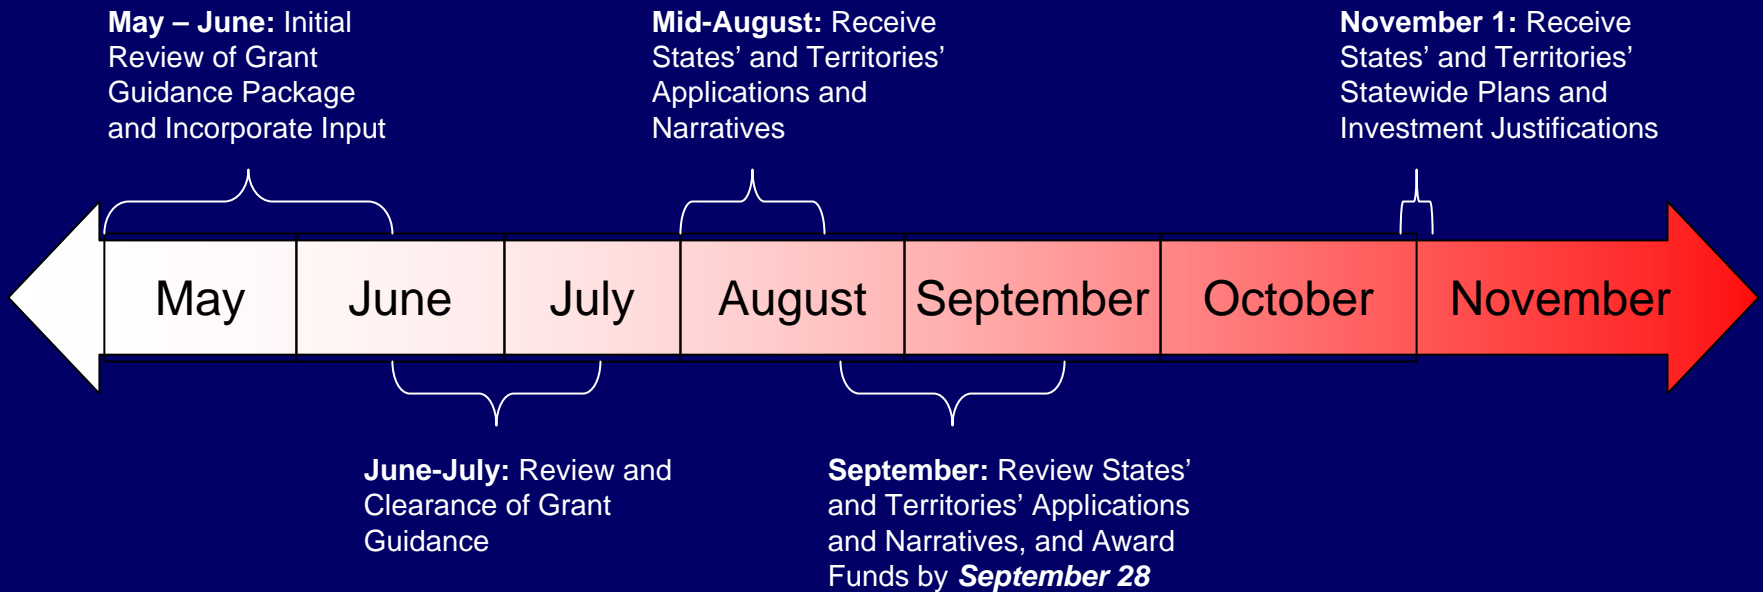 May – June: Initial
Review of Grant
Guidance Package
and Incorporate Input
Mid-August: Receive
States’ and Territories’
Applications and
Narratives
November 1: Receive
States’ and Territories’
Statewide Plans and
Investment Justifications
May
June
July
August
September
October
November
June-July: Review and
Clearance of Grant
Guidance
September: Review States’
and Territories’ Applications
and Narratives, and Award
Funds by September 28